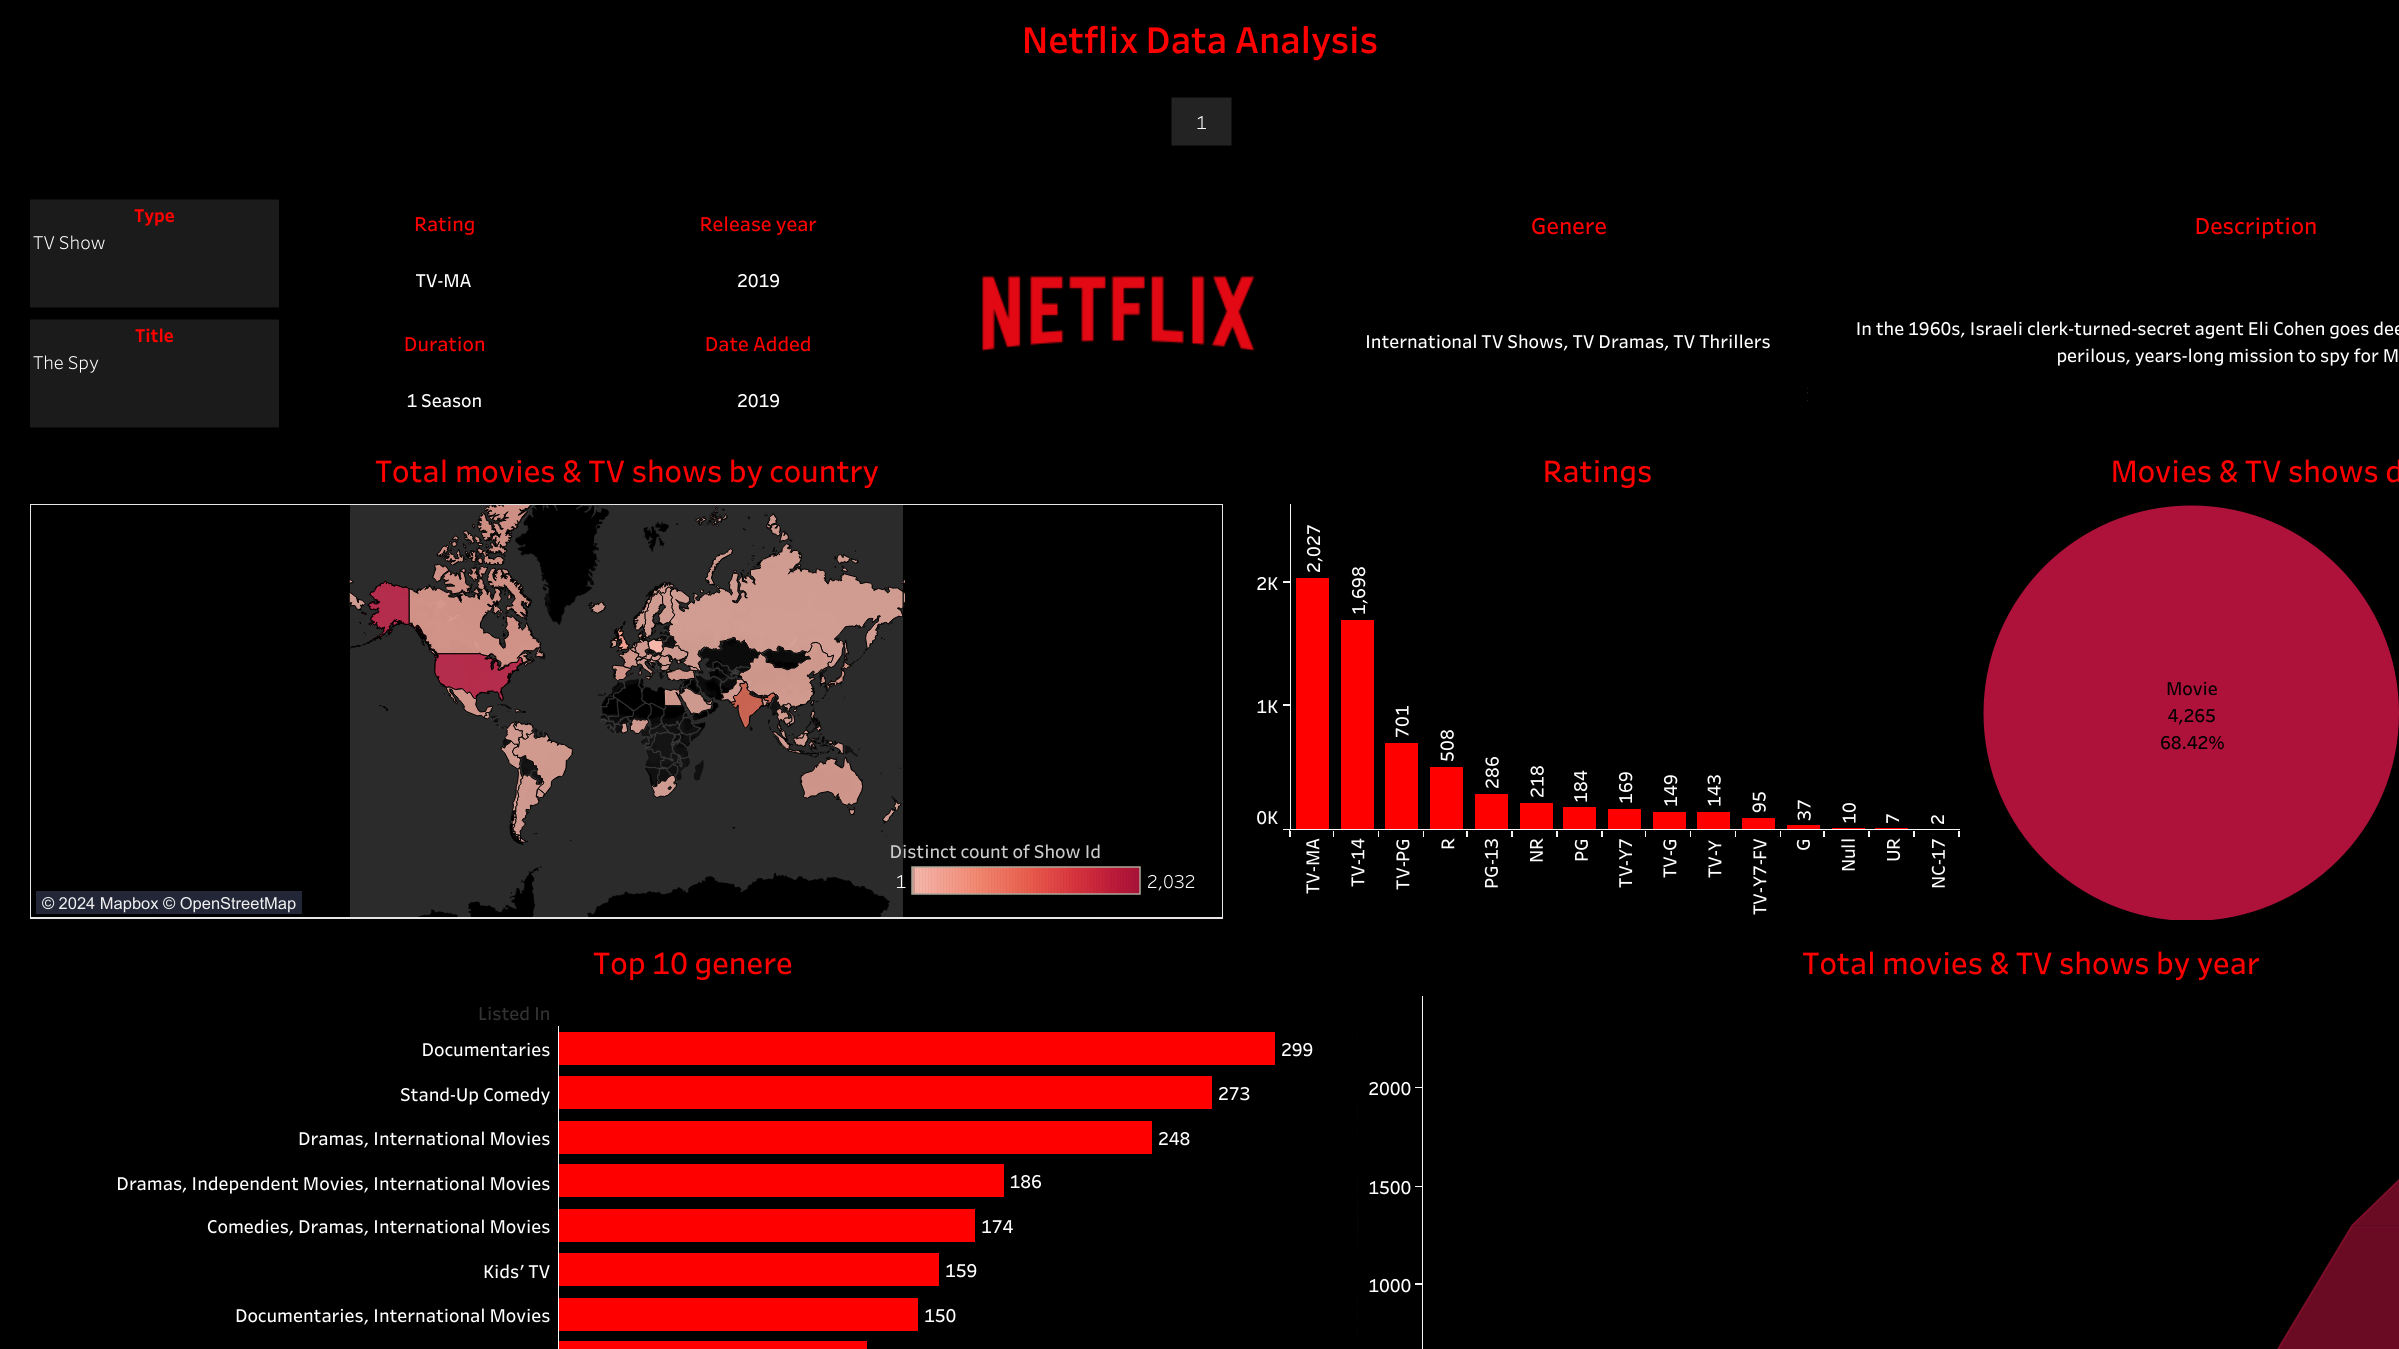 Netflix Data Analysis
1
Type
TV Show
Title
The Spy
Rating
TV-MA
Duration
1 Season
Release year
2019
Date Added
2019
NETFLIX
Genere
International TV Shows, TV Dramas, TV Thrillers
Description
In the 1960s, Israeli clerk-turned-secret agent Eli Cohen goes
perilous, years-long mission to spy for
Total movies & TV shows by country
Distinct count of Show Id
1
2,032
© 2024 Mapbox © OpenStreetMap
Ratings
2K
1K
0K
2,027
1,698
701
508
286
218
184
169
149
143
95
37
10
7
2
TV-MA
TV-14
TV-PG
R
PG-13
NR
PG
TV-Y7
TV-G
TV-Y
TV-Y7-FV
G
Null
UR
NC-17
Movies & TV shows
Movie
4,265
68.42%
Top 10 genere
Listed In
Documentaries 299
Stand-Up Comedy 273
Dramas, International Movies 248
Dramas, Independent Movies, International Movies 186
Comedies, Dramas, International Movies 174
Kids’ TV 159
Documentaries, International Movies 150
Total movies & TV shows by year
2000
1500
1000